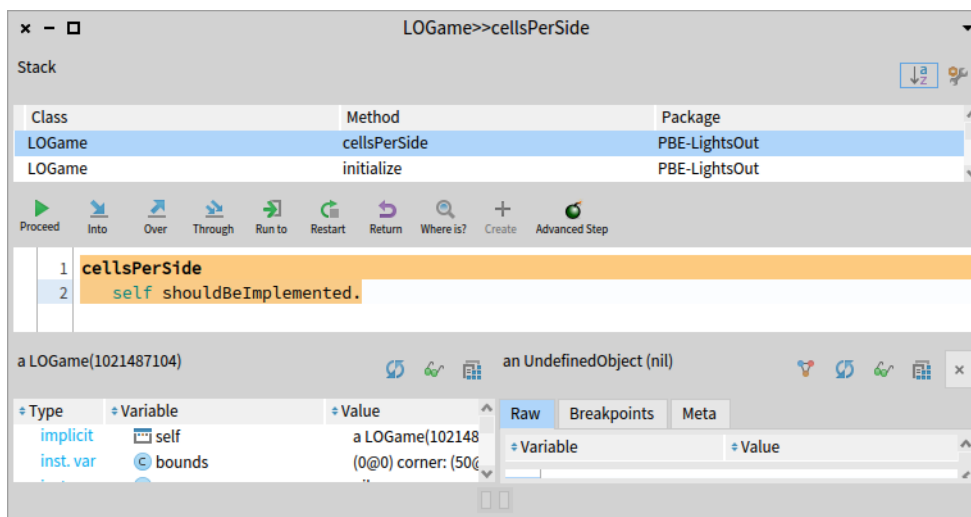 LOGame>>cellsPerSide
Stack
Class Method Package
LOGame cellsPerSide PBE-LightsOut
LOGame initialize PBE-LightsOut
Proceed Into Over Through Run to Restart Return Where is? Create Advanced Step
1 cellsPerSide
2 self shouldBeImplemented.
a LOGame(1021487104) an UndefinedObject (nil)
Type Variable Value Raw Breakpoints Meta
implicit self a LOGame(102148 Variable Value
inst. var bounds (0@0) corner: (50@